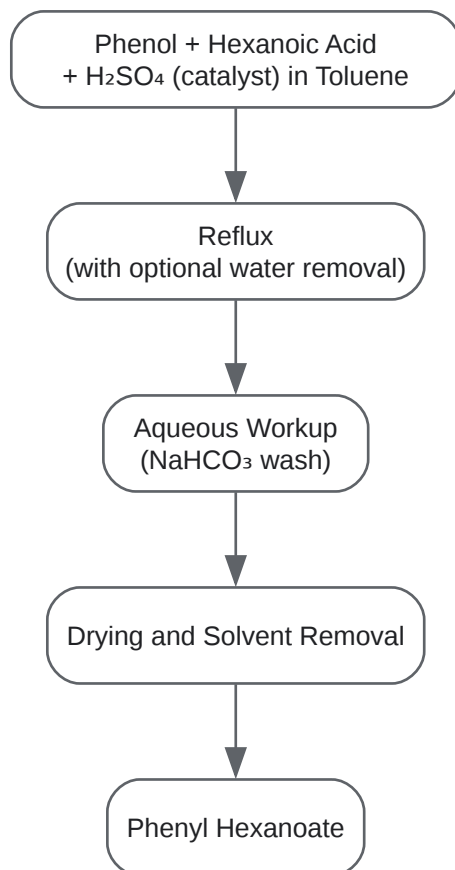 Phenol + Hexanoic Acid
+ H₂SO₄ (catalyst) in Toluene
Reflux
(with optional water removal)
Aqueous Workup
(NaHCO₃ wash)
Drying and Solvent Removal
Phenyl Hexanoate